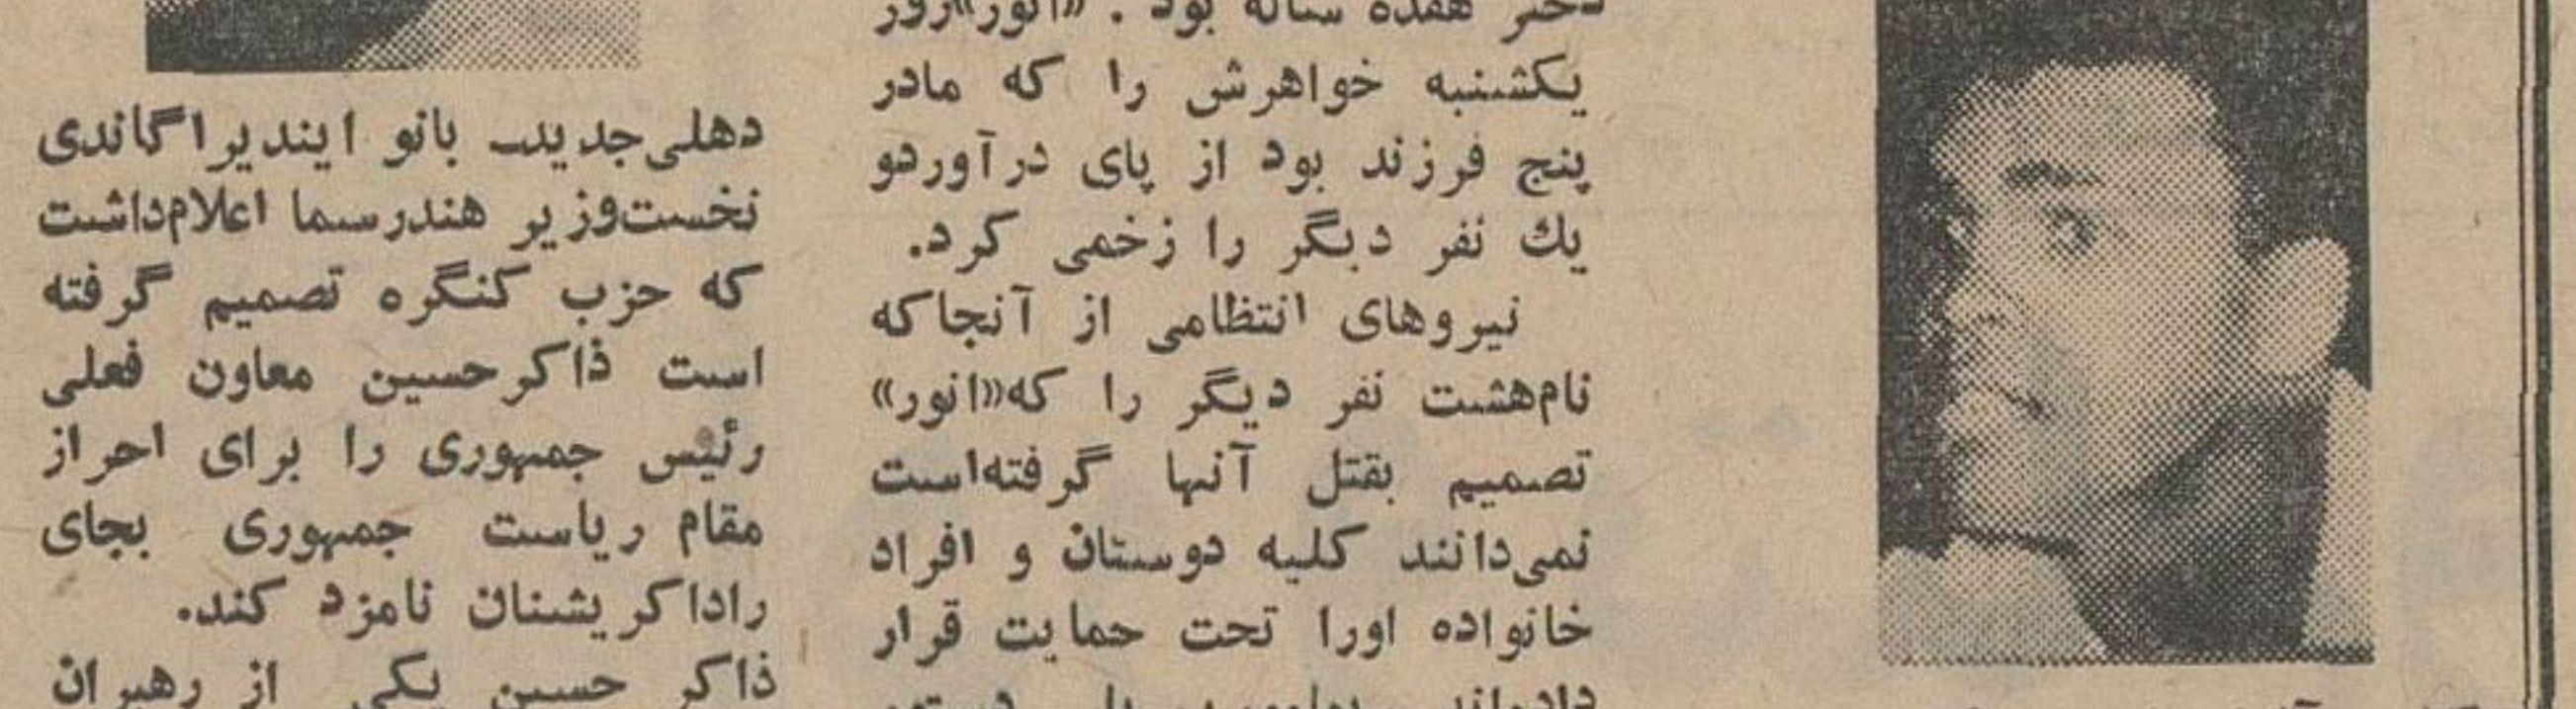 دختر هفده ساله بود . «انور» روز
یکشنبه خواهرش را که مادر
پنج فرزند بود از پای درآوردو
یك نفر دیگر را زخمی کرد.
نیروهای انتظامی از آنجاکه
نام‌هشت نفر دیگر را که«انور»
تصمیم بقتل آنها گرفته‌است
نمی‌دانند کلیه دوستان و افراد
خانواده اورا تحت حمایت قرار
دهلی‌جدید_ بانو ایندیراگاندی
نخست‌وزیر هندرسما اعلام‌داشت
که حزب کنگره تصمیم گرفته
است ذاکرحسین معاون فعلی
رئیس جمهوری را برای احراز
مقام ریاست جمهوری بجای
راداکریشنان نامزد کند.
ذاکر حسین یکی از رهبران